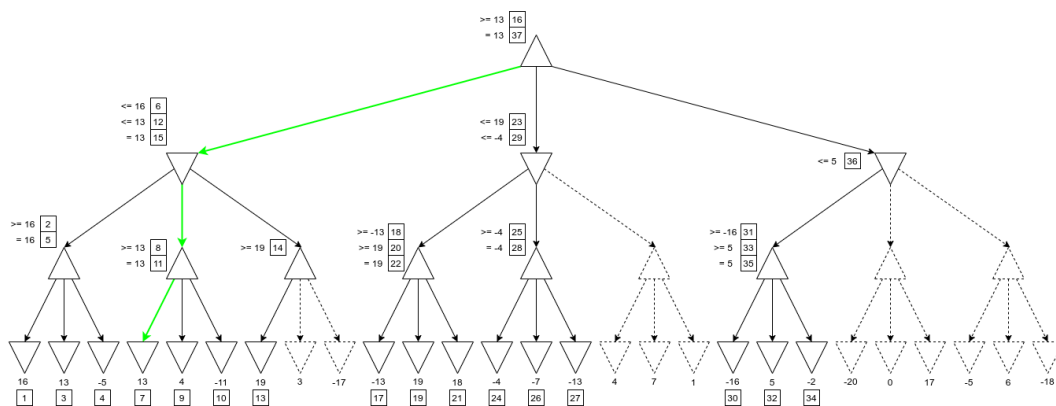 >= 13 16
= 13 37
<= 16 6
<= 13 12
= 13 15
<= 19 23
<= -4 29
<= 5 36
>= 16 2
= 16 5
>= 13 8
= 13 11
>= 19 14
>= -13 18
>= 19 20
= 19 22
>= -4 25
= -4 28
>= -16 31
>= 5 33
= 5 35
16 13 -5 13 4 -11 19 3 -17 -13 19 18 -4 -7 -13 4 7 1 -16 5 -2 -20 0 17 -5 6 -18
1 3 4 7 9 10 13 17 19 21 24 26 27 30 32 34